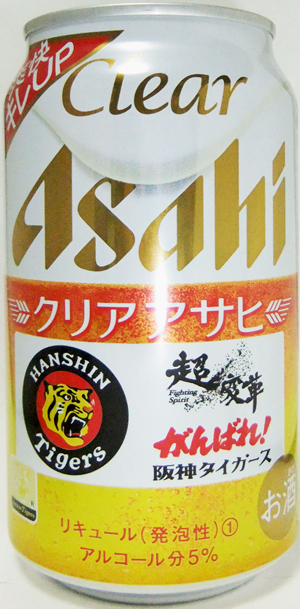 爽快
キレUP
Clear
Asahi
クリアアサヒ
HANSHIN
Tigers
超変革
Fighting
Spirit
がんばれ!
阪神タイガース
お酒
リキュール(発泡性)①
アルコール分5%